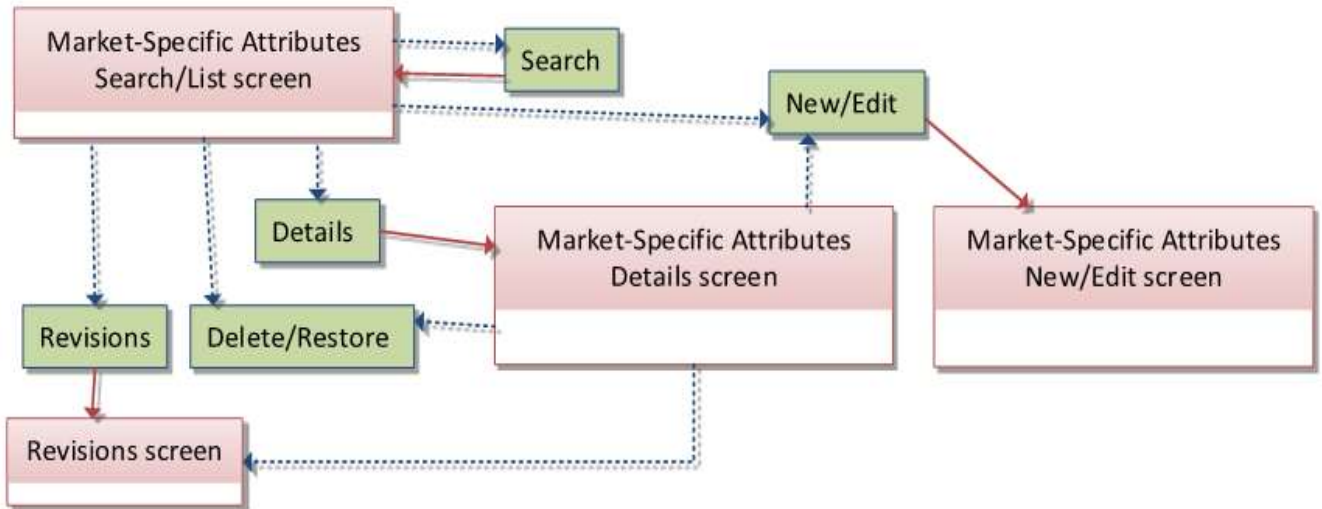 Market-Specific Attributes
Search/List screen
Search
New/Edit
Details
Market-Specific Attributes
Details screen
Market-Specific Attributes
New/Edit screen
Revisions
Delete/Restore
Revisions screen